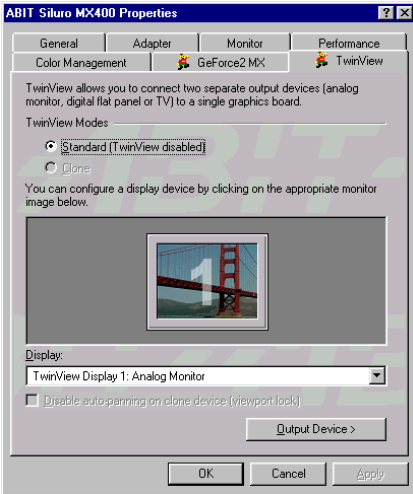 ABIT Siluro MX400 Properties
General
Adapter
Monitor
Performance
Color Management
GeForce2 MX
TwinView
TwinView allows you to connect two separate output devices (analog
monitor, digital flat panel or TV) to a single graphics board.
TwinView Modes
Standard (TwinView disabled)
Clone
You can configure a display device by clicking on the appropriate monitor
image below.
1
Display:
TwinView Display 1: Analog Monitor
Disable auto-panning on clone device (viewport lock)
Output Device >
OK
Cancel
Apply